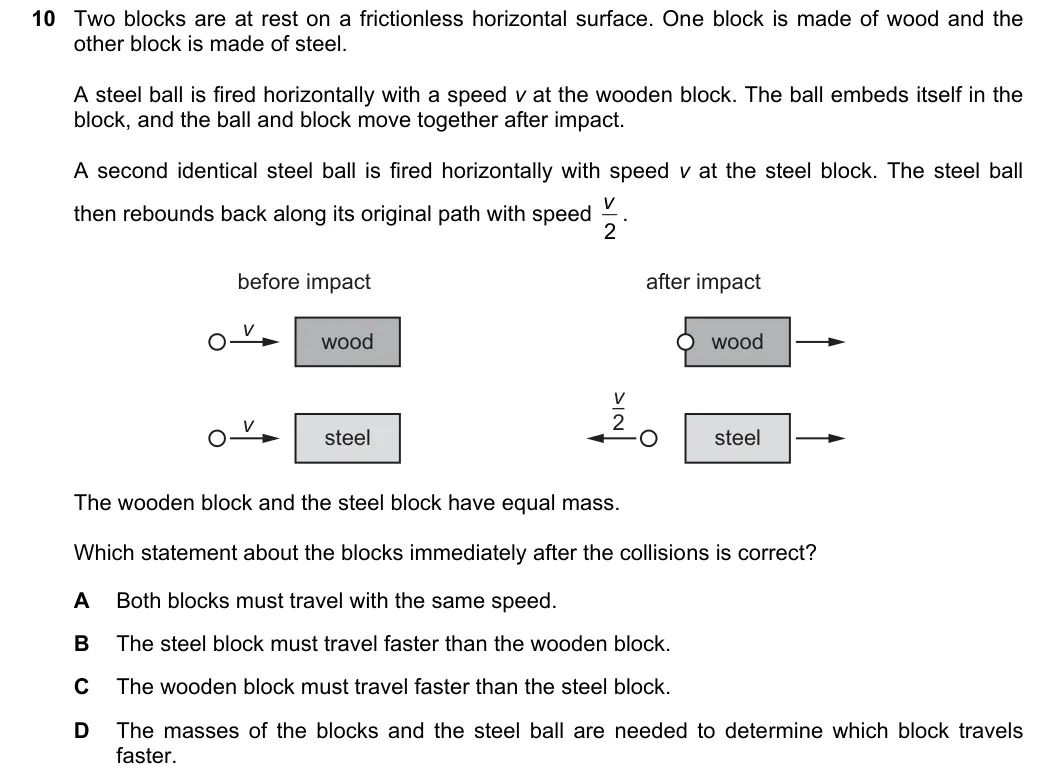 10 Two blocks are at rest on a frictionless horizontal surface. One block is made of wood and the
other block is made of steel.
A steel ball is fired horizontally with a speed v at the wooden block. The ball embeds itself in the
block, and the ball and block move together after impact.
A second identical steel ball is fired horizontally with speed v at the steel block. The steel ball
then rebounds back along its original path with speed v/2.
before impact after impact
v wood wood
v steel v/2 steel
The wooden block and the steel block have equal mass.
Which statement about the blocks immediately after the collisions is correct?
A Both blocks must travel with the same speed.
B The steel block must travel faster than the wooden block.
C The wooden block must travel faster than the steel block.
D The masses of the blocks and the steel ball are needed to determine which block travels
faster.